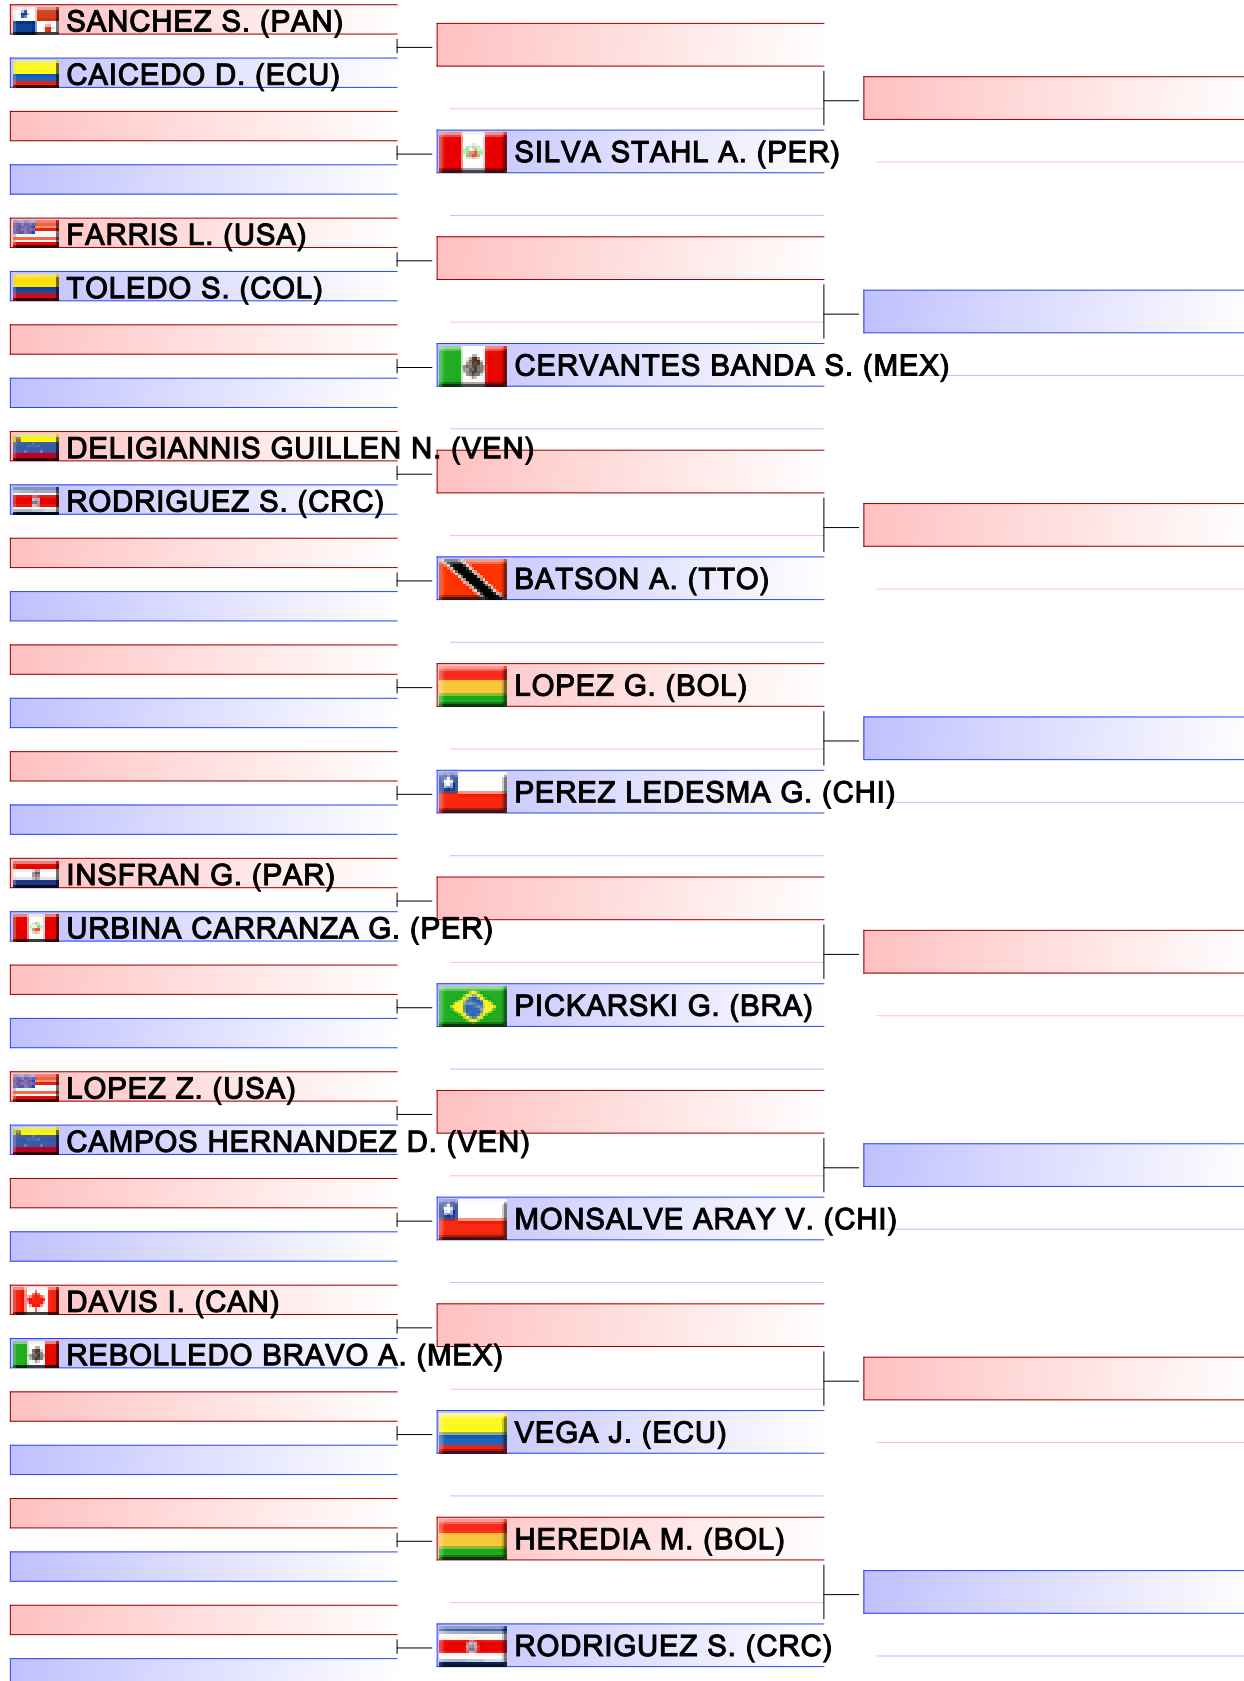 SANCHEZ S. (PAN)
CAICEDO D. (ECU)
SILVA STAHL A. (PER)
FARRIS L. (USA)
TOLEDO S. (COL)
CERVANTES BANDA S. (MEX)
DELIGIANNIS GUILLEN N. (VEN)
RODRIGUEZ S. (CRC)
BATSON A. (TTO)
LOPEZ G. (BOL)
PEREZ LEDESMA G. (CHI)
INSFRAN G. (PAR)
URBINA CARRANZA G. (PER)
PICKARSKI G. (BRA)
LOPEZ Z. (USA)
CAMPOS HERNANDEZ D. (VEN)
MONSALVE ARAY V. (CHI)
DAVIS I. (CAN)
REBOLLEDO BRAVO A. (MEX)
VEGA J. (ECU)
HEREDIA M. (BOL)
RODRIGUEZ S. (CRC)